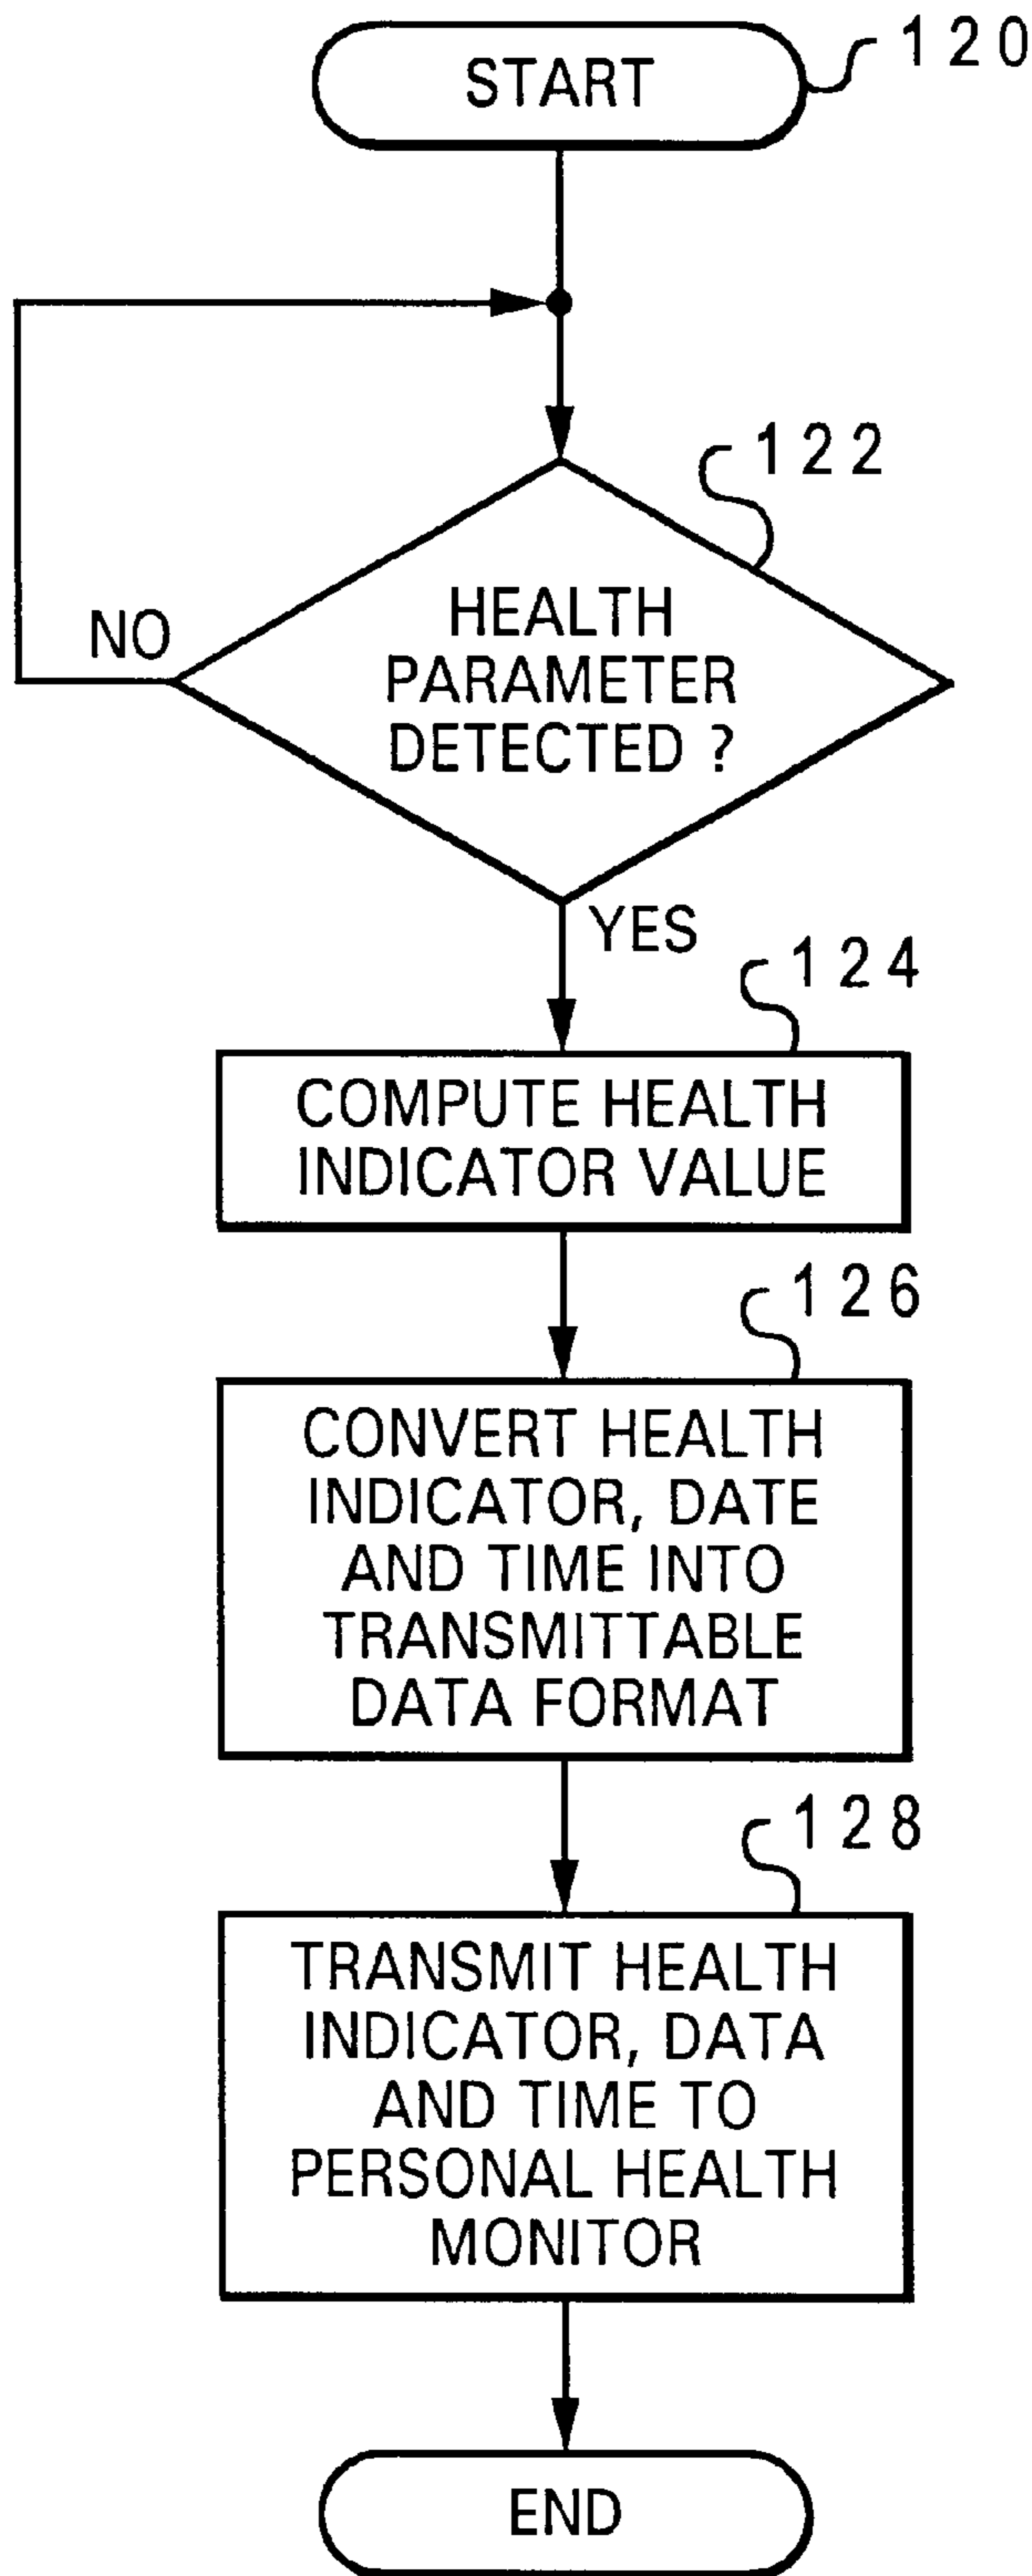 START
120
122
HEALTH
PARAMETER
DETECTED ?
NO
YES
124
COMPUTE HEALTH
INDICATOR VALUE
126
CONVERT HEALTH
INDICATOR, DATE
AND TIME INTO
TRANSMITTABLE
DATA FORMAT
128
TRANSMIT HEALTH
INDICATOR, DATA
AND TIME TO
PERSONAL HEALTH
MONITOR
END